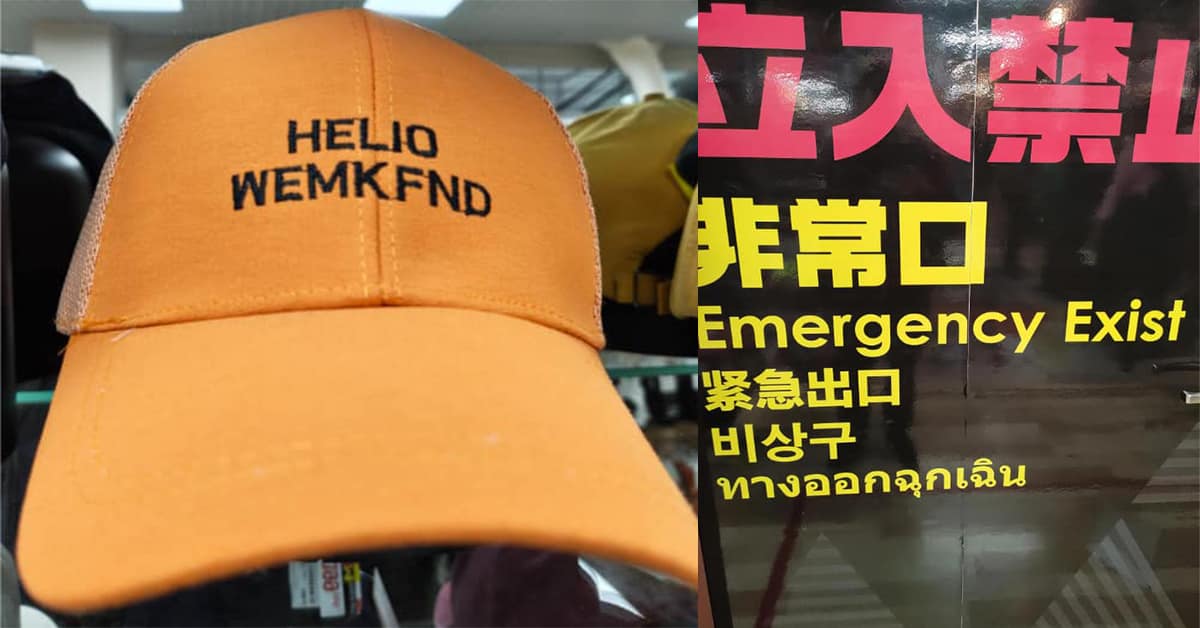 HELIO
WEMKFND
立入禁止
非常口
Emergency Exist
紧急出口
비상구
ทางออกฉุกเฉิน